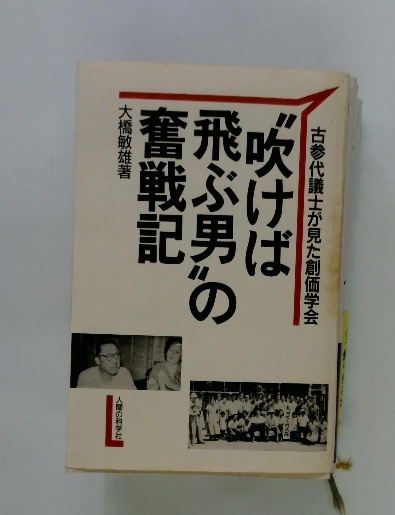 古参代議士が見た創価学会
“吹けば
飛ぶ男”の
奮戦記
大橋敏雄著
人間の科学社